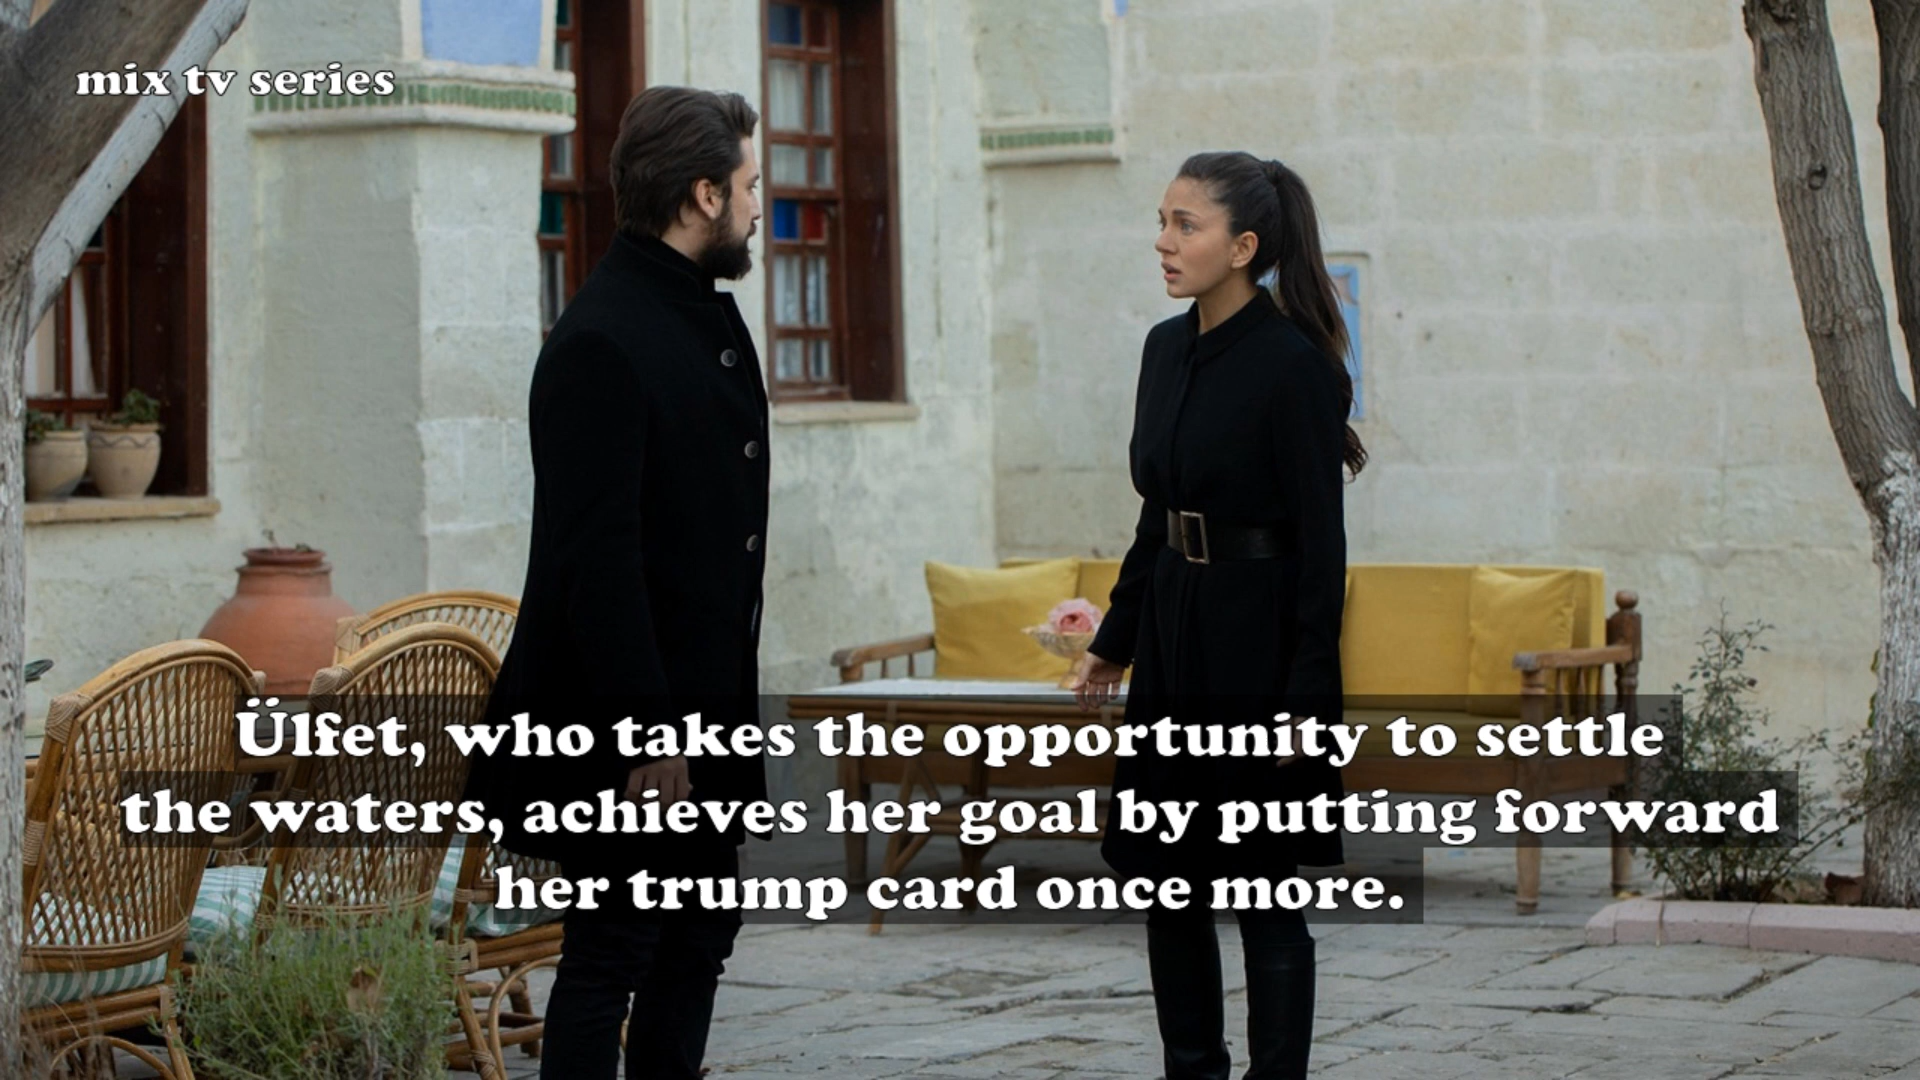 mix tv series
Ülfet, who takes the opportunity to settle
the waters, achieves her goal by putting forward
her trump card once more.